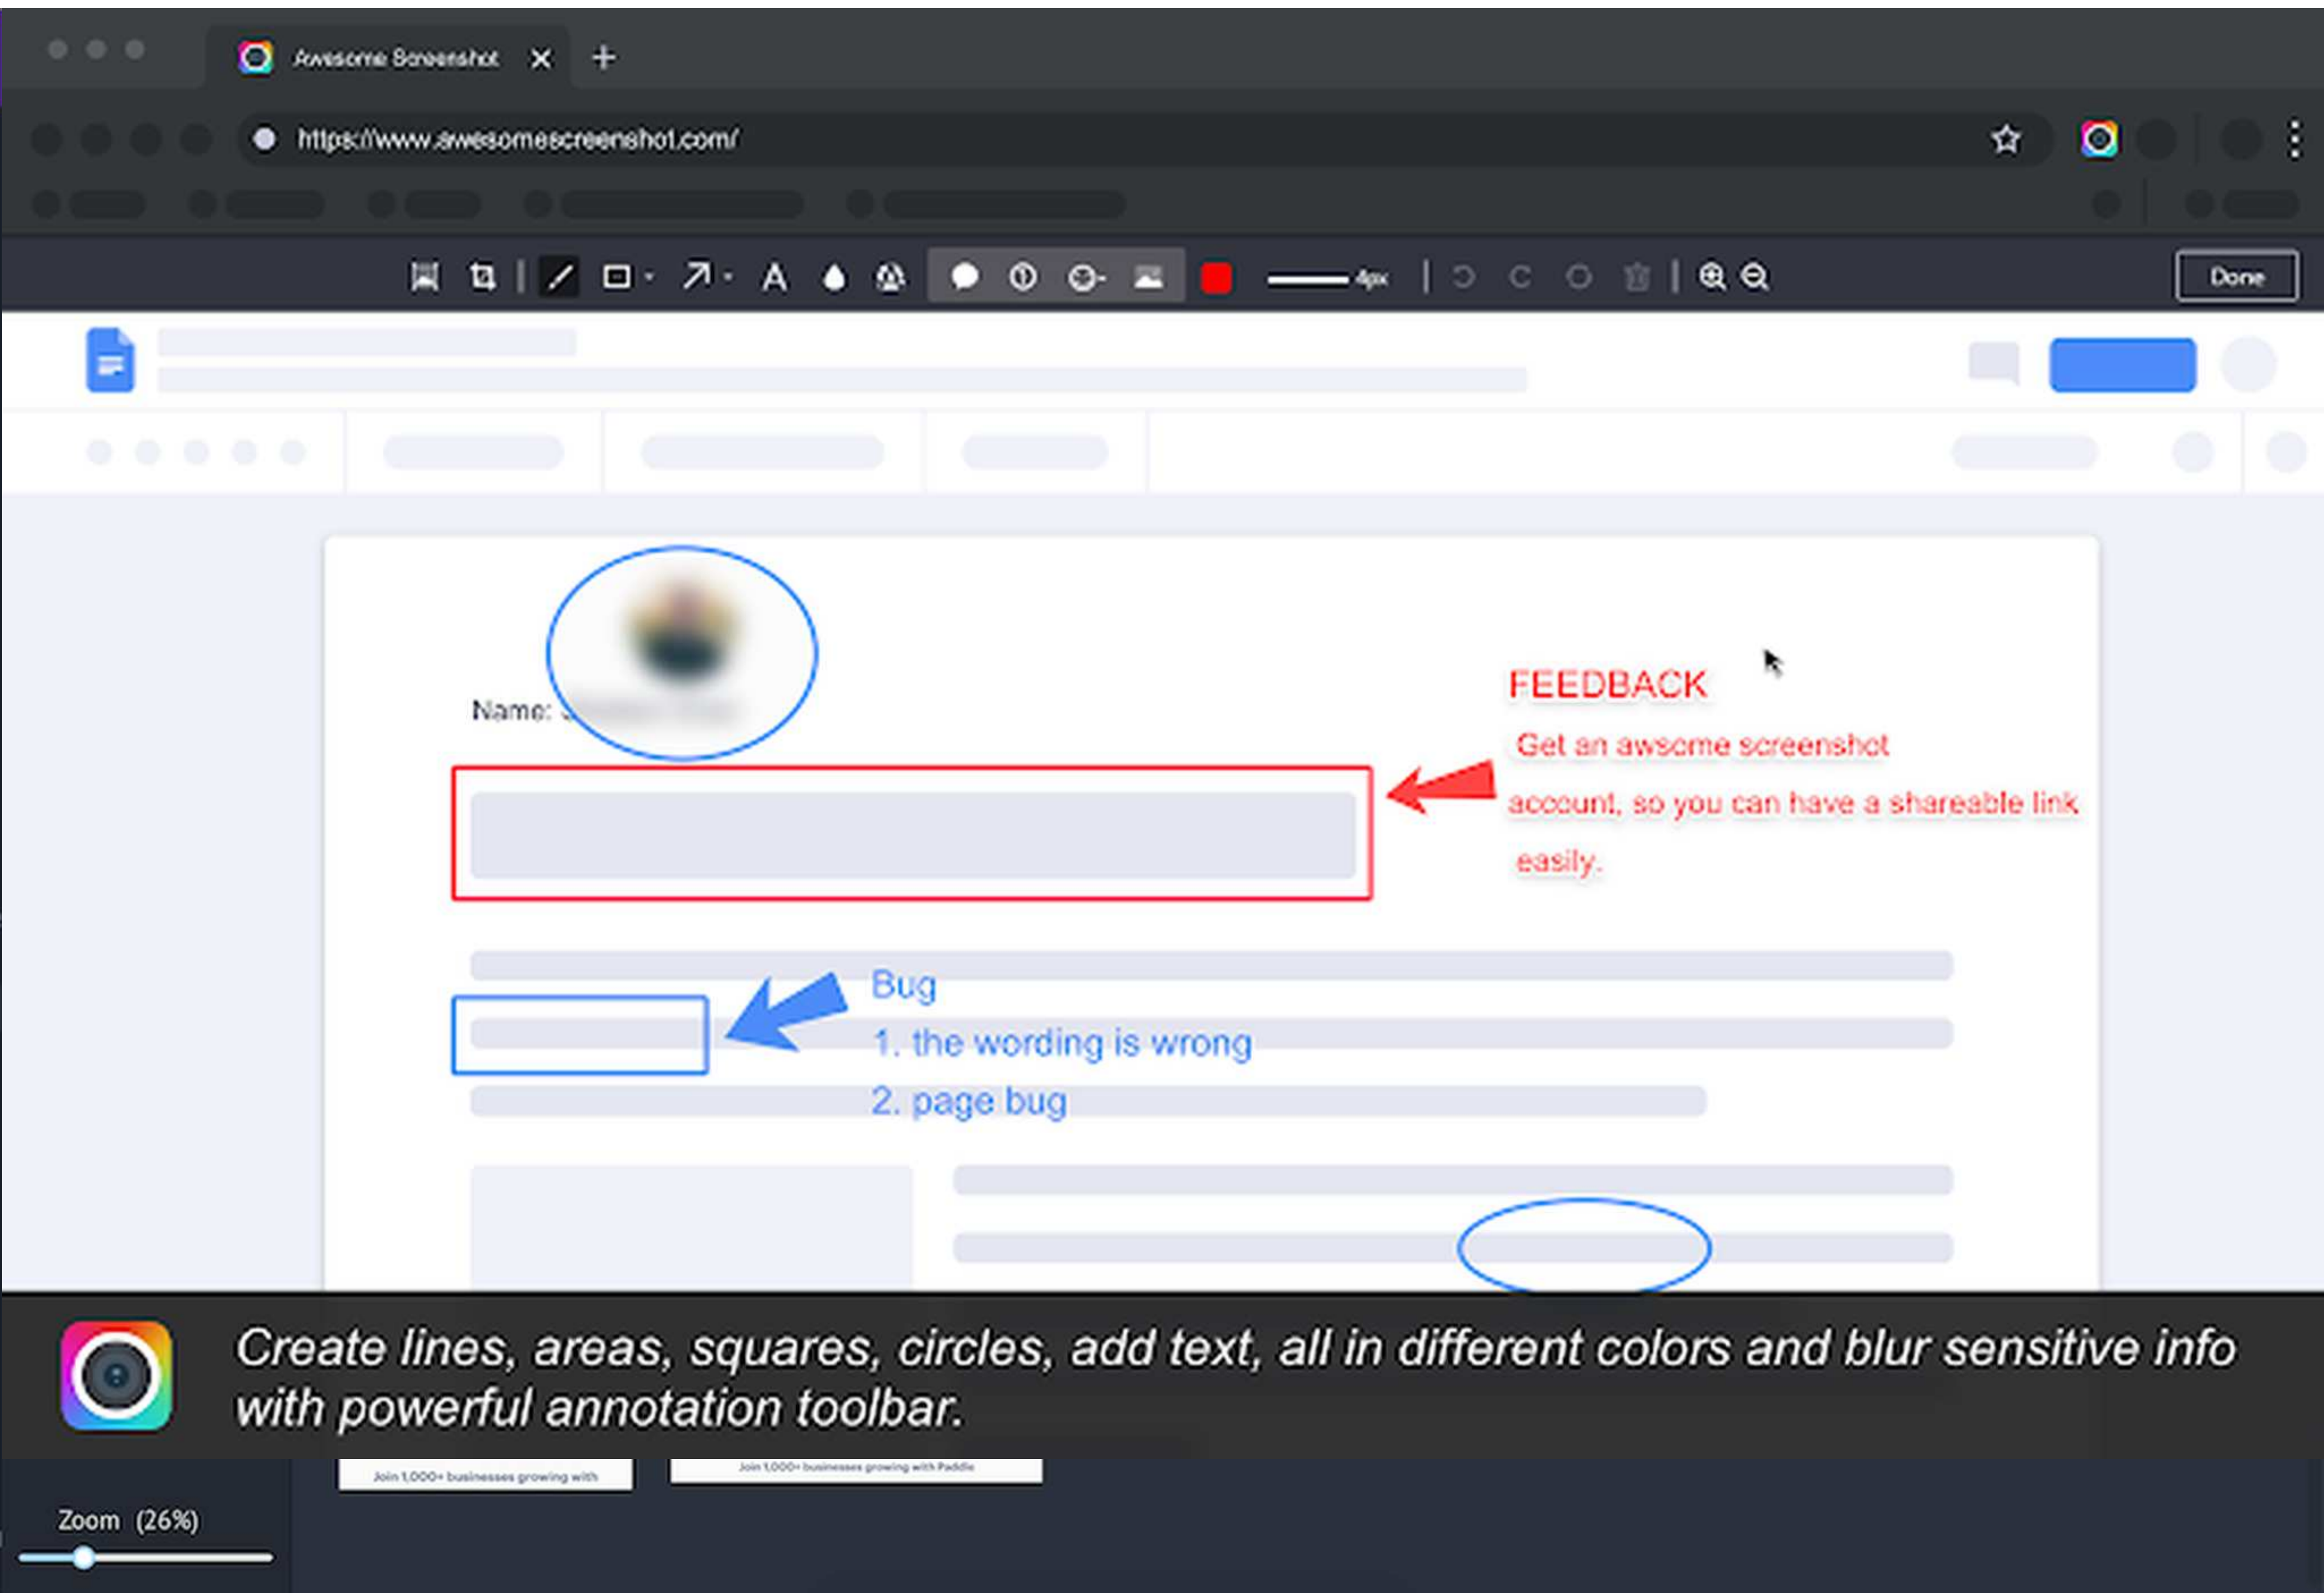 Awesome Screenshot
https://www.awesomescreenshot.com/
A
4px
Done
Name:
FEEDBACK
Get an awsome screenshot
account, so you can have a shareable link
easily.
Bug
1. the wording is wrong
2. page bug
Create lines, areas, squares, circles, add text, all in different colors and blur sensitive info
with powerful annotation toolbar.
Join 1,000+ businesses growing with
Join 1,000+ businesses growing with Paddle
Zoom (26%)